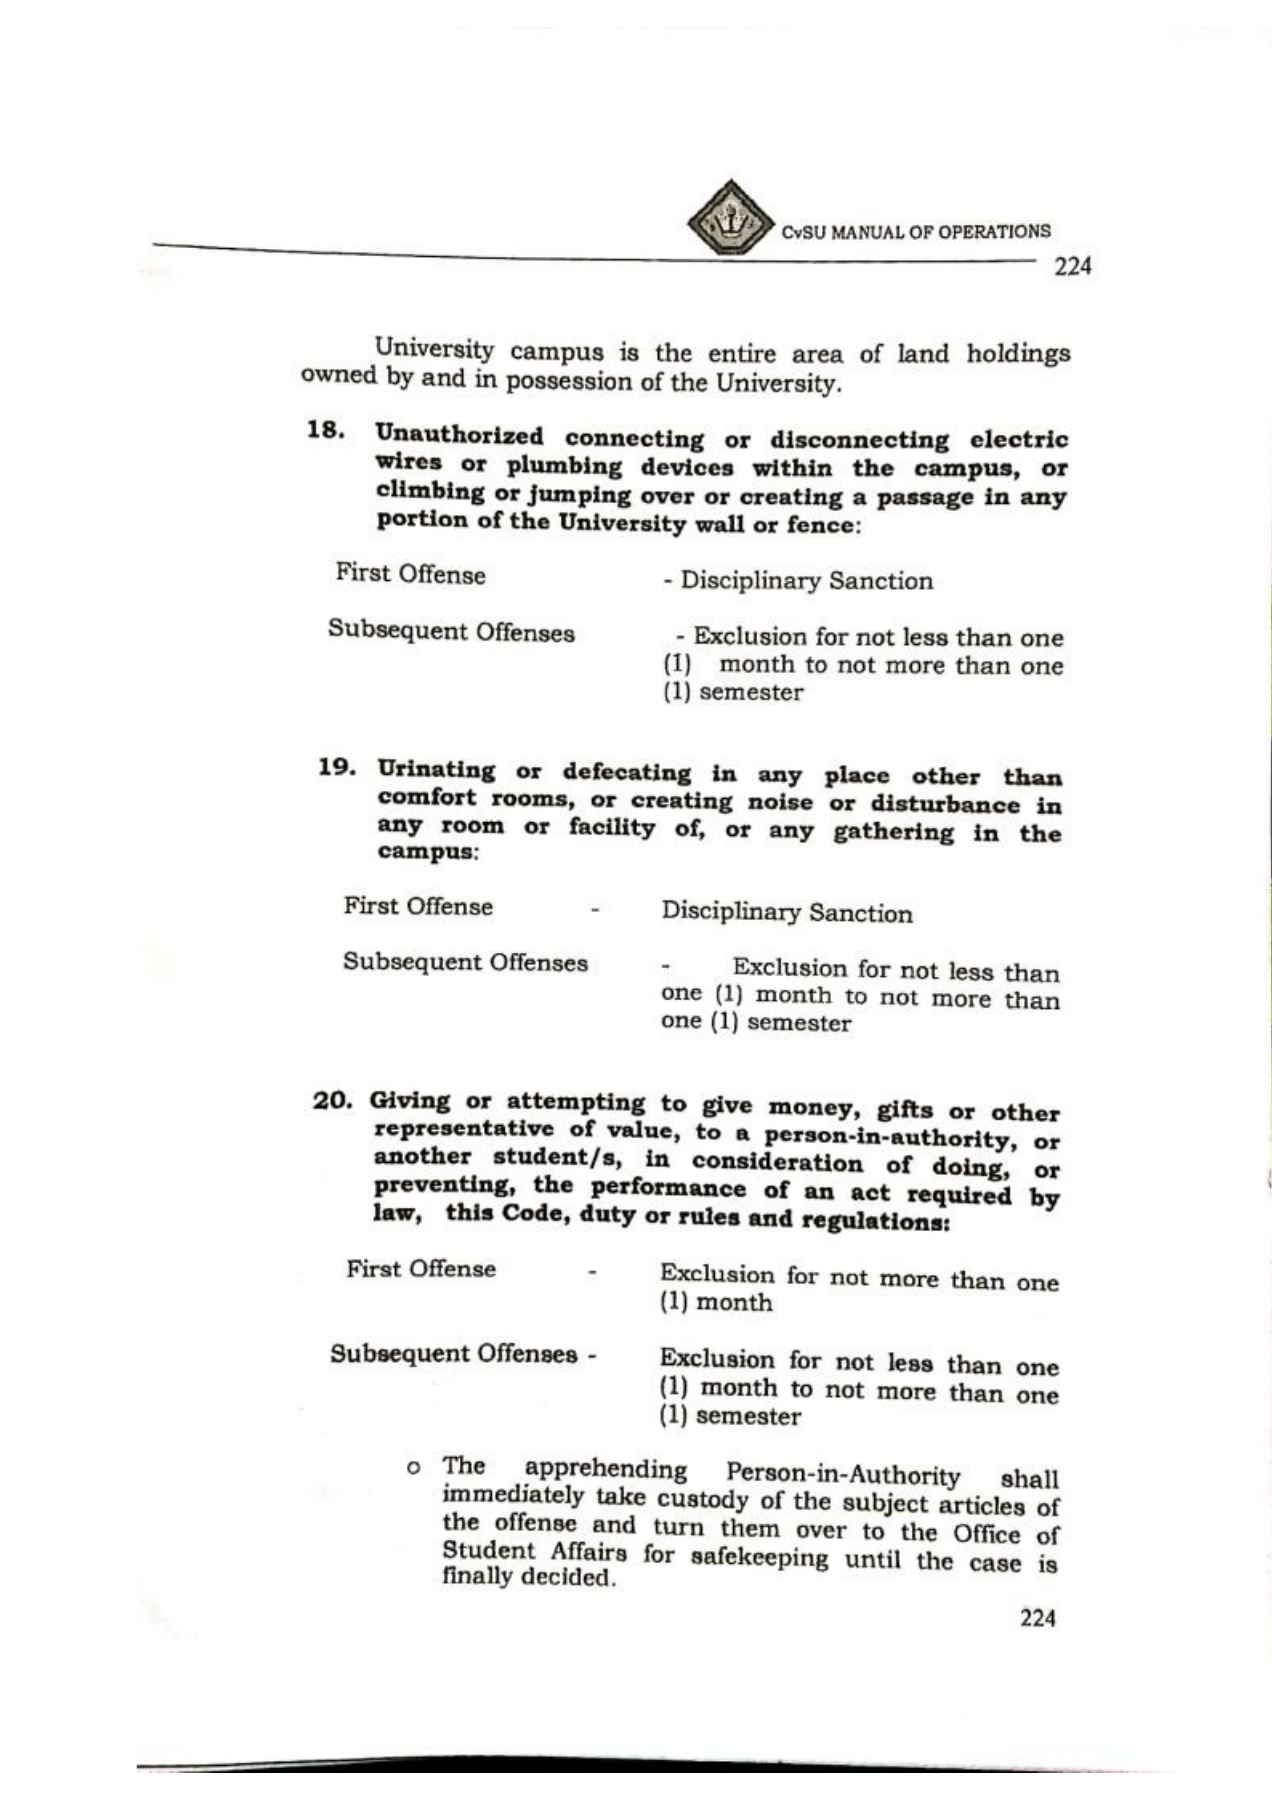 CvSU MANUAL OF OPERATIONS
224
University campus is the entire area of land holdings
owned by and in possession of the University.
18. Unauthorized connecting or disconnecting electric
wires or plumbing devices within the campus, or
climbing or jumping over or creating a passage in any
portion of the University wall or fence:
First Offense - Disciplinary Sanction
Subsequent Offenses - Exclusion for not less than one
(1) month to not more than one
(1) semester
19. Urinating or defecating in any place other than
comfort rooms, or creating noise or disturbance in
any room or facility of, or any gathering in the
campus:
First Offense - Disciplinary Sanction
Subsequent Offenses - Exclusion for not less than
one (1) month to not more than
one (1) semester
20. Giving or attempting to give money, gifts or other
representative of value, to a person-in-authority, or
another student/s, in consideration of doing, or
preventing, the performance of an act required by
law, this Code, duty or rules and regulations:
First Offense - Exclusion for not more than one
(1) month
Subsequent Offenses - Exclusion for not less than one
(1) month to not more than one
(1) semester
o The apprehending Person-in-Authority shall
immediately take custody of the subject articles of
the offense and turn them over to the Office of
Student Affairs for safekeeping until the case is
finally decided.
224